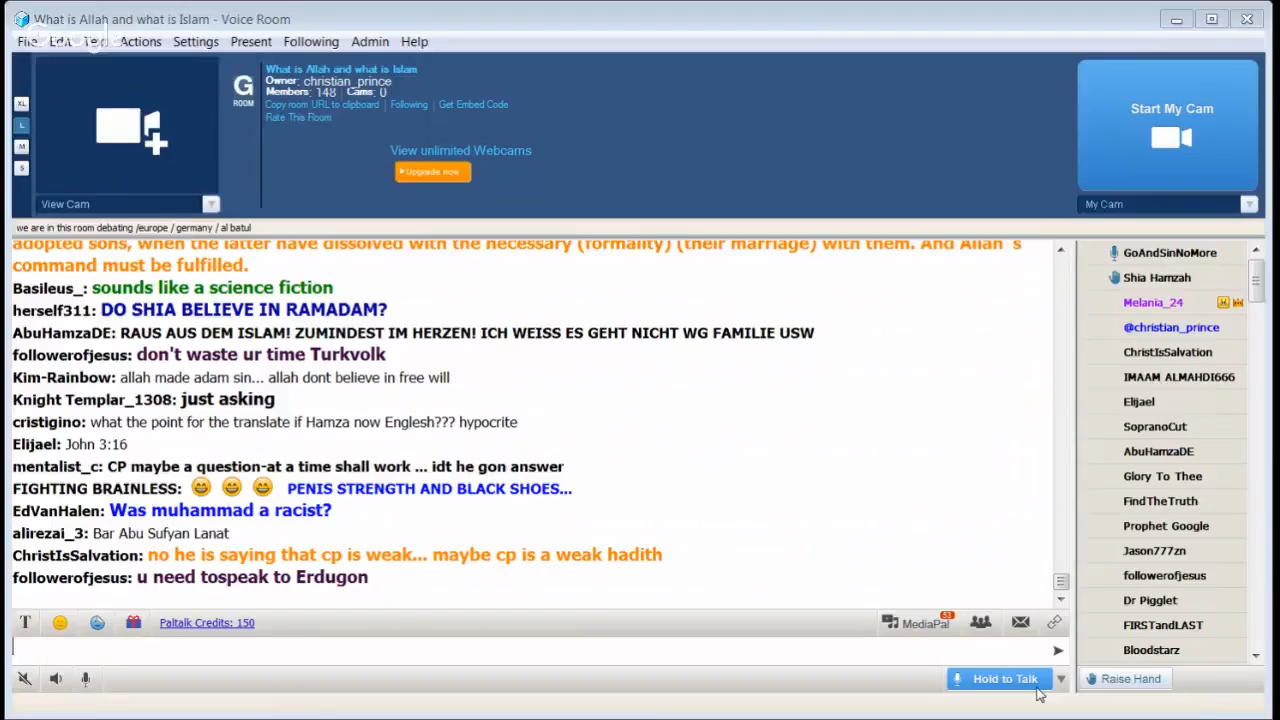 What is Allah and what is Islam - Voice Room
Google
File Edit Text Actions Settings Present Following Admin Help
XL
L
M
S
View Cam
G
ROOM
What is Allah and what is Islam
Owner: christian_prince
Members: 148 Cams: 0
Copy room URL to clipboard | Following | Get Embed Code
Rate This Room
View unlimited Webcams
Upgrade now
Start My Cam
My Cam
we are in this room debating /europe / germany / al batul
adopted sons, when the latter have dissolved with the necessary (formality) (their marriage) with them. And Allah`s
command must be fulfilled.
Basileus_: sounds like a science fiction
herself311: DO SHIA BELIEVE IN RAMADAM?
AbuHamzaDE: RAUS AUS DEM ISLAM! ZUMINDEST IM HERZEN! ICH WEISS ES GEHT NICHT WG FAMILIE USW
followerofjesus: don't waste ur time Turkvolk
Kim-Rainbow: allah made adam sin... allah dont believe in free will
Knight Templar_1308: just asking
cristigino: what the point for the translate if Hamza now Englesh??? hypocrite
Elijael: John 3:16
mentalist_c: CP maybe a question-at a time shall work ... idt he gon answer
FIGHTING BRAINLESS: PENIS STRENGTH AND BLACK SHOES...
EdVanHalen: Was muhammad a racist?
alirezai_3: Bar Abu Sufyan Lanat
ChristIsSalvation: no he is saying that cp is weak... maybe cp is a weak hadith
followerofjesus: u need tospeak to Erdugon
GoAndSinNoMore
Shia Hamzah
Melania_24
@christian_prince
ChristIsSalvation
IMAAM ALMAHDI666
Elijael
SopranoCut
AbuHamzaDE
Glory To Thee
FindTheTruth
Prophet Google
Jason777zn
followerofjesus
Dr Pigglet
FIRSTandLAST
Bloodstarz
T
Paltalk Credits: 150
MediaPal
53
Hold to Talk
Raise Hand